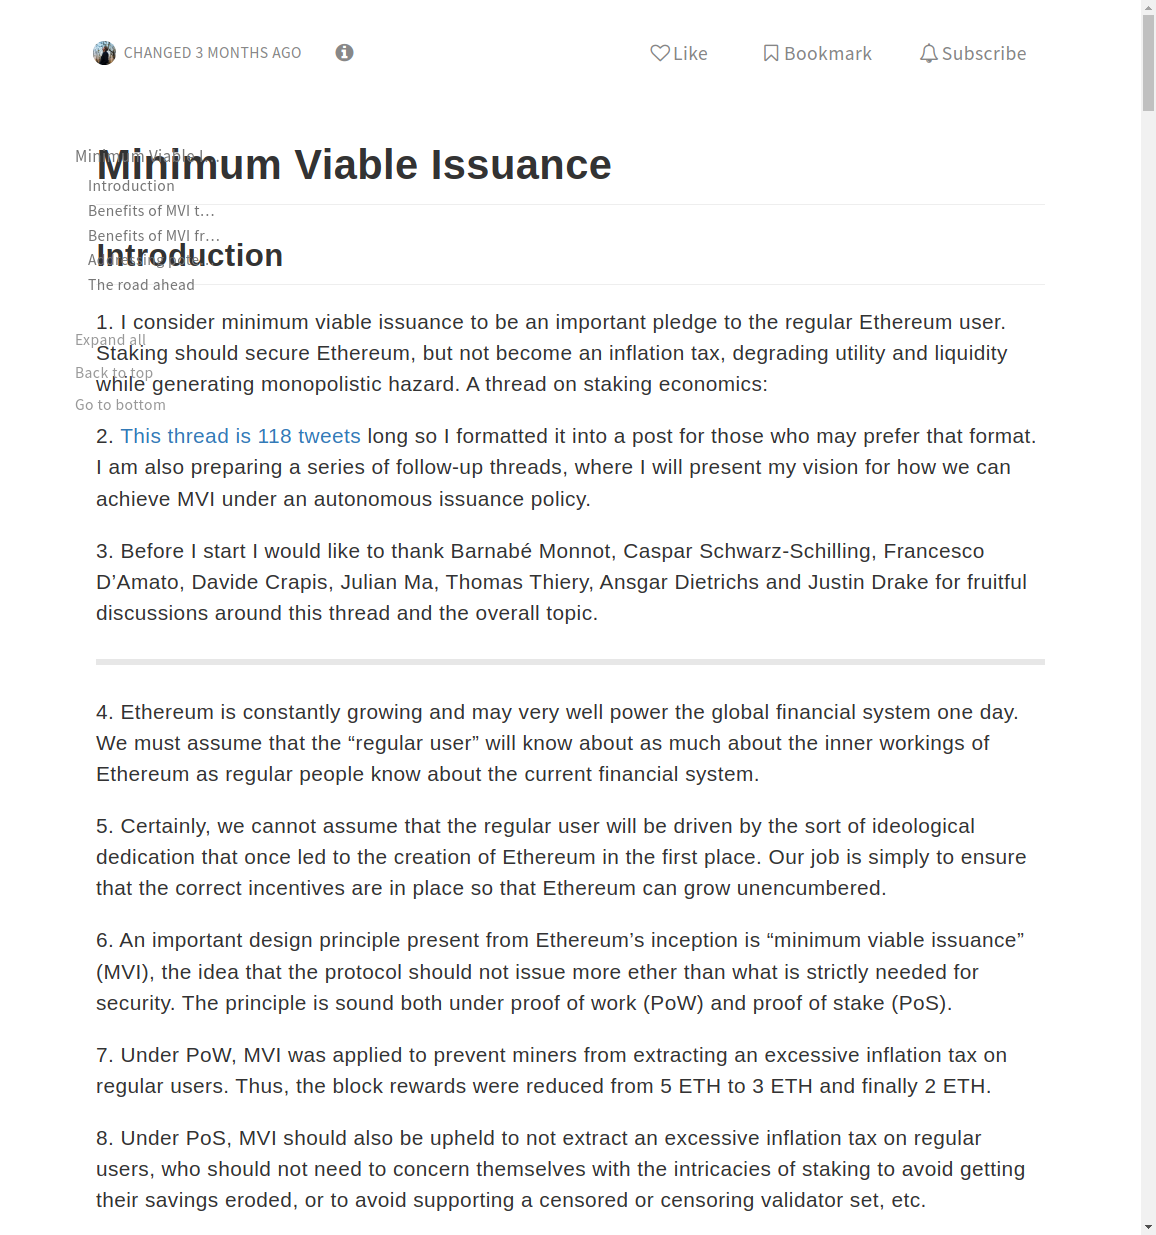 CHANGED 3 MONTHS AGO
Like
Bookmark
Subscribe
Minimum Viable I…
Introduction
Benefits of MVI t…
Benefits of MVI fr…
Addressing pote…
The road ahead
Expand all
Back to top
Go to bottom
Minimum Viable Issuance
Introduction
1. I consider minimum viable issuance to be an important pledge to the regular Ethereum user.
Staking should secure Ethereum, but not become an inflation tax, degrading utility and liquidity
while generating monopolistic hazard. A thread on staking economics:
2. This thread is 118 tweets long so I formatted it into a post for those who may prefer that format.
I am also preparing a series of follow-up threads, where I will present my vision for how we can
achieve MVI under an autonomous issuance policy.
3. Before I start I would like to thank Barnabé Monnot, Caspar Schwarz-Schilling, Francesco
D’Amato, Davide Crapis, Julian Ma, Thomas Thiery, Ansgar Dietrichs and Justin Drake for fruitful
discussions around this thread and the overall topic.
4. Ethereum is constantly growing and may very well power the global financial system one day.
We must assume that the “regular user” will know about as much about the inner workings of
Ethereum as regular people know about the current financial system.
5. Certainly, we cannot assume that the regular user will be driven by the sort of ideological
dedication that once led to the creation of Ethereum in the first place. Our job is simply to ensure
that the correct incentives are in place so that Ethereum can grow unencumbered.
6. An important design principle present from Ethereum’s inception is “minimum viable issuance”
(MVI), the idea that the protocol should not issue more ether than what is strictly needed for
security. The principle is sound both under proof of work (PoW) and proof of stake (PoS).
7. Under PoW, MVI was applied to prevent miners from extracting an excessive inflation tax on
regular users. Thus, the block rewards were reduced from 5 ETH to 3 ETH and finally 2 ETH.
8. Under PoS, MVI should also be upheld to not extract an excessive inflation tax on regular
users, who should not need to concern themselves with the intricacies of staking to avoid getting
their savings eroded, or to avoid supporting a censored or censoring validator set, etc.